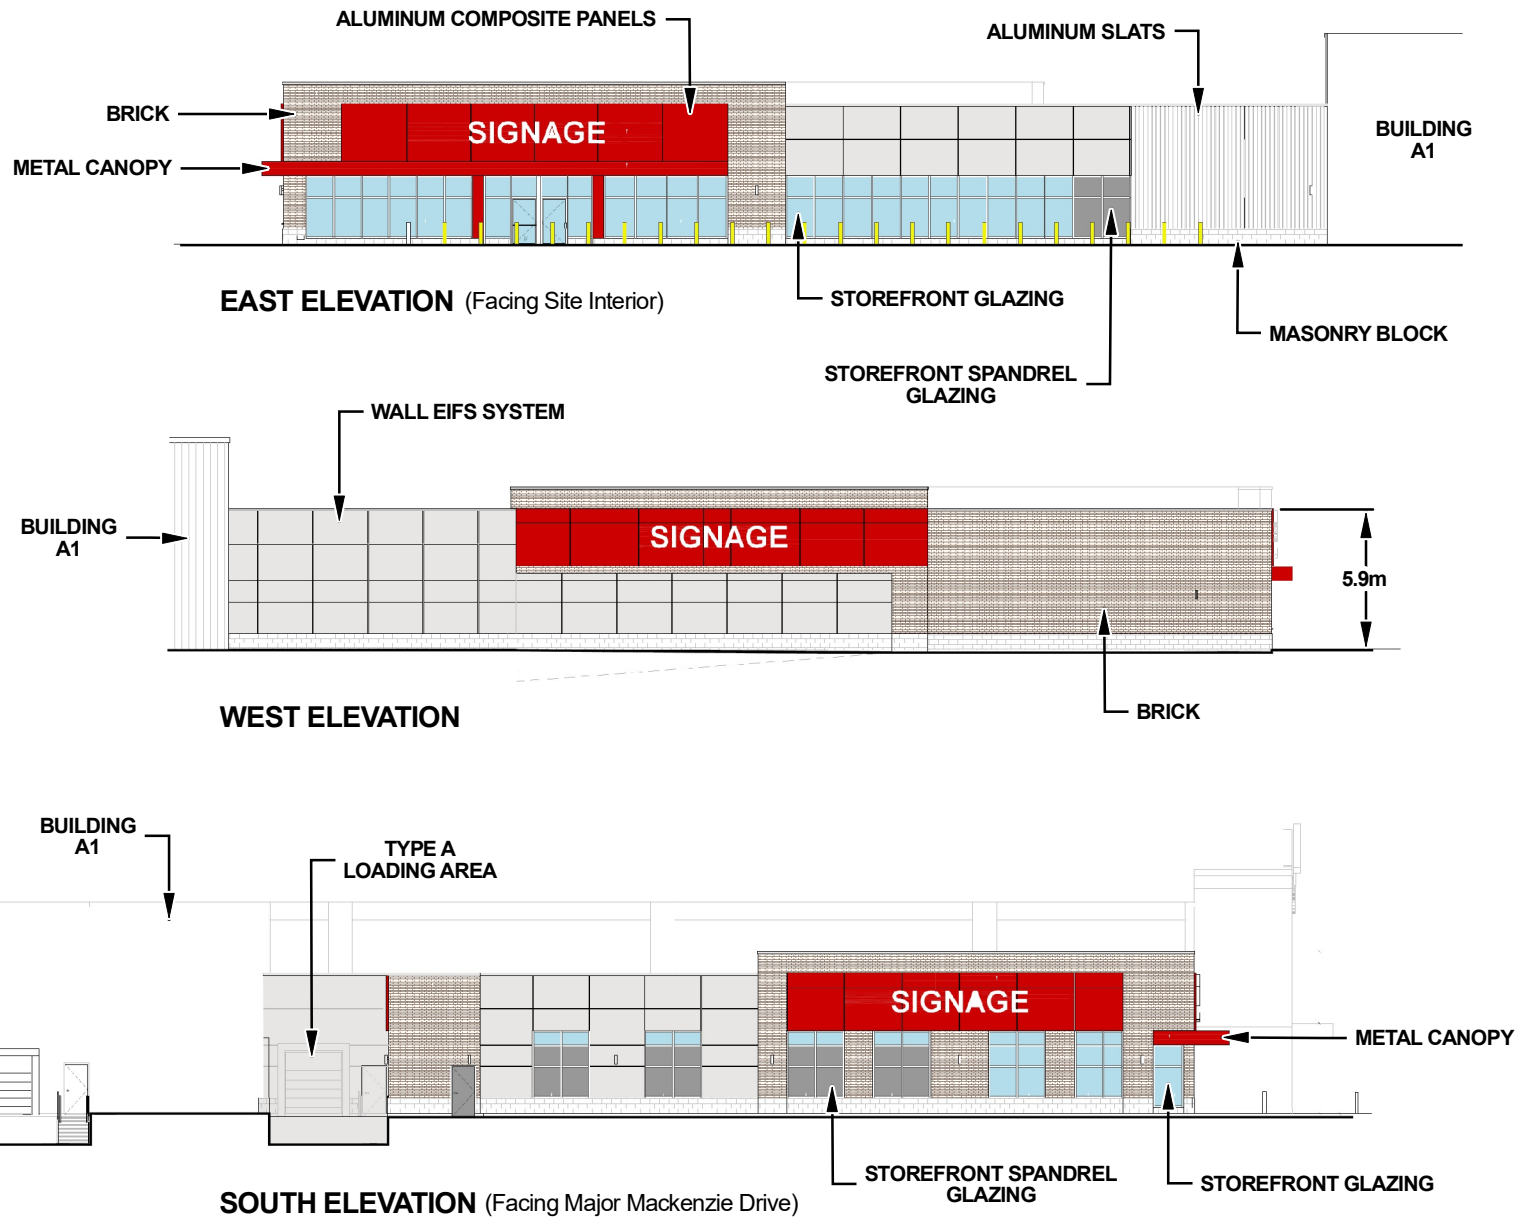 ALUMINUM COMPOSITE PANELS
ALUMINUM SLATS
BRICK
SIGNAGE
BUILDING
A1
METAL CANOPY
EAST ELEVATION (Facing Site Interior)
STOREFRONT GLAZING
MASONRY BLOCK
STOREFRONT SPANDREL
GLAZING
WALL EIFS SYSTEM
BUILDING
A1
SIGNAGE
5.9m
WEST ELEVATION
BRICK
BUILDING
A1
TYPE A
LOADING AREA
SIGNAGE
METAL CANOPY
STOREFRONT SPANDREL
GLAZING
STOREFRONT GLAZING
SOUTH ELEVATION (Facing Major Mackenzie Drive)